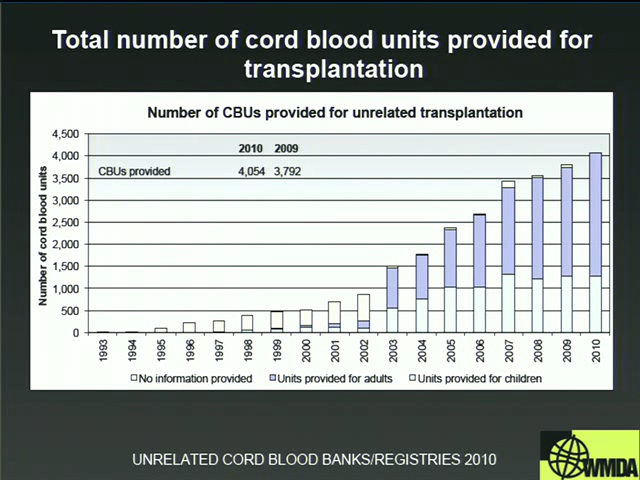 Total number of cord blood units provided for
transplantation
Number of CBUs provided for unrelated transplantation
2010 2009
CBUs provided 4,054 3,792
Number of cord blood units
4,500
4,000
3,500
3,000
2,500
2,000
1,500
1,000
500
0
1993 1994 1995 1996 1997 1998 1999 2000 2001 2002 2003 2004 2005 2006 2007 2008 2009 2010
No information provided Units provided for adults Units provided for children
UNRELATED CORD BLOOD BANKS/REGISTRIES 2010
WMDA